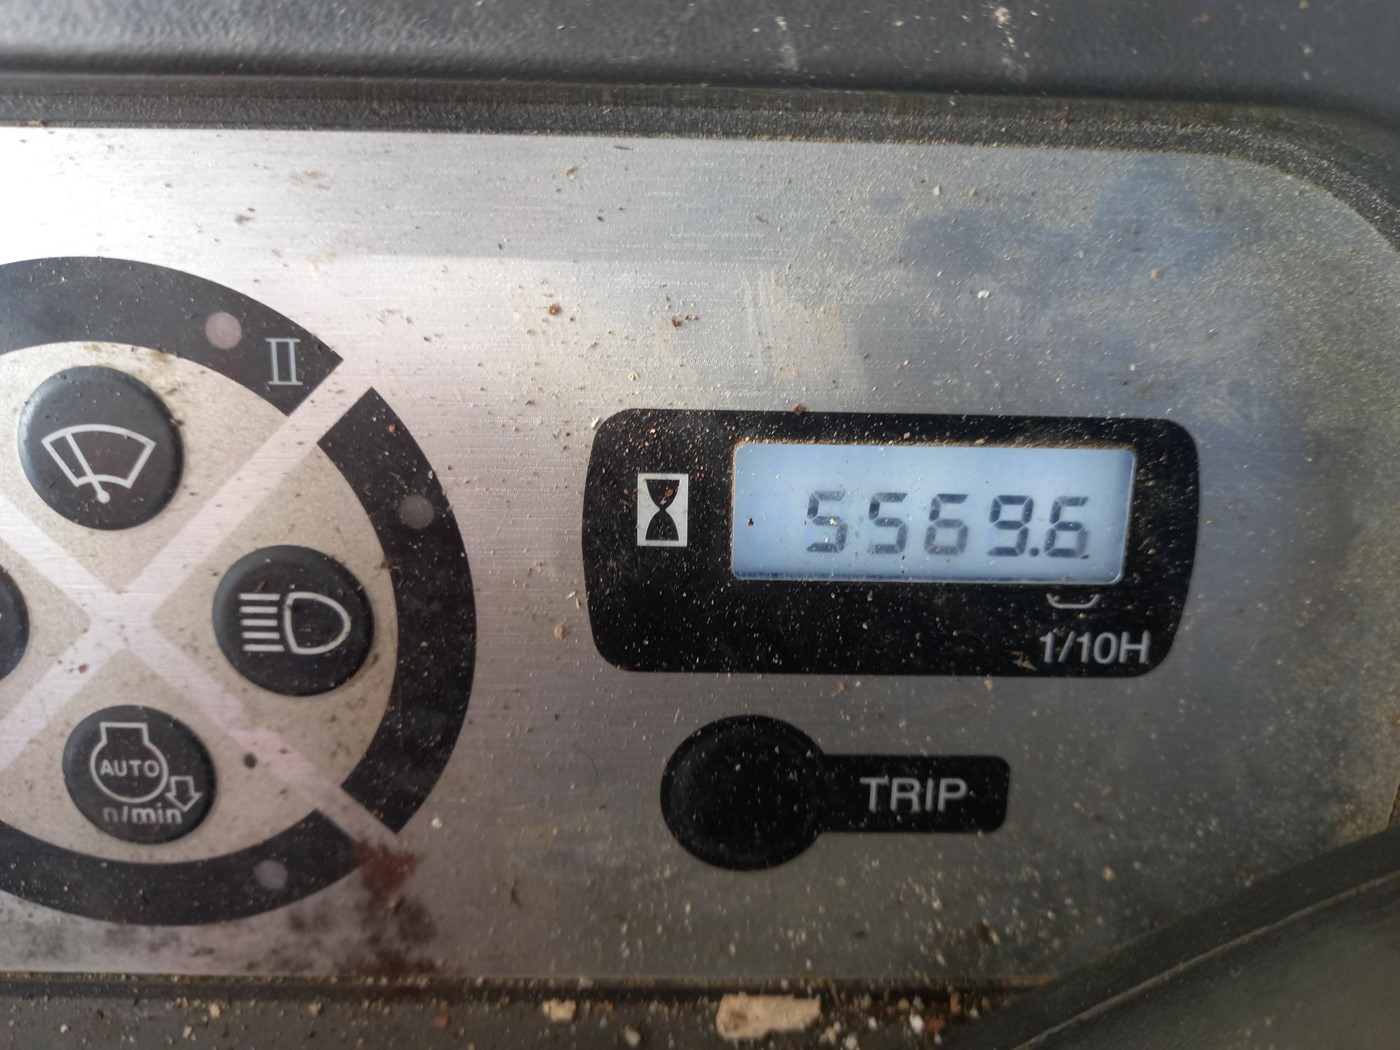 II
5569.6
1/10H
AUTO
n/min
TRIP